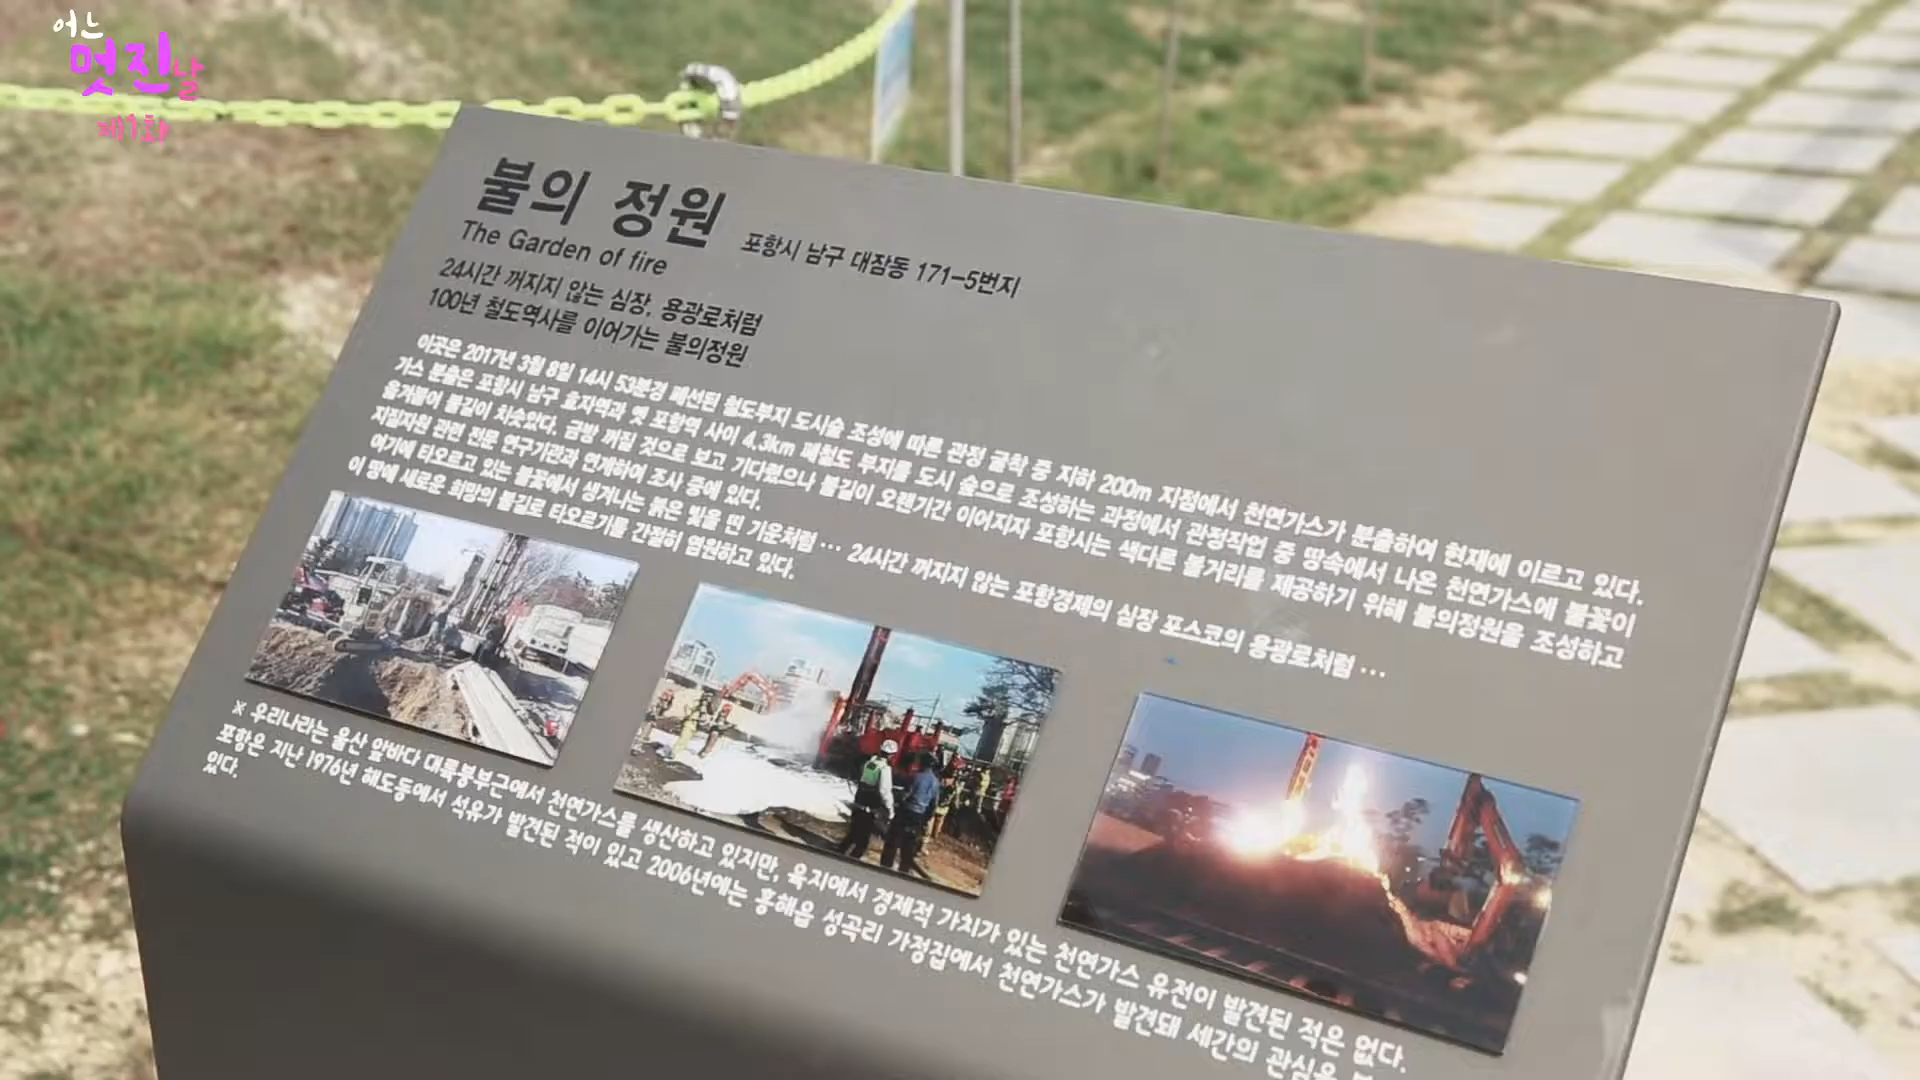 어느
멋진날
제1화
불의 정원
포항시 남구 대잠동 171-5번지
The Garden of fire
24시간 꺼지지 않는 심장, 용광로처럼
100년 철도역사를 이어가는 불의정원
이곳은 2017년 3월 8일 14시 53분경 폐선된 철도부지 도시숲 조성에 따른 관정 굴착 중 지하 200m 지점에서 천연가스가 분출하여 현재에 이르고 있다.
가스 분출은 포항시 남구 효자역과 옛 포항역 사이 4.3km 폐철도 부지를 도시 숲으로 조성하는 과정에서 관정작업 중 땅속에서 나온 천연가스에 불꽃이
옮겨붙어 불길이 치솟았다. 금방 꺼질 것으로 보고 기다렸으나 불길이 오랜기간 이어지자 포항시는 색다른 볼거리를 제공하기 위해 불의정원을 조성하고
지질자원 관련 전문 연구기관과 연계하여 조사 중에 있다.
여기에 타오르고 있는 불꽃에서 생겨나는 붉은 빛을 띤 기운처럼 … 24시간 꺼지지 않는 포항경제의 심장 포스코의 용광로처럼 …
이 땅에 새로운 희망의 불길로 타오르기를 간절히 염원하고 있다.
※ 우리나라는 울산 앞바다 대륙붕부근에서 천연가스를 생산하고 있지만, 육지에서 경제적 가치가 있는 천연가스 유전이 발견된 적은 없다.
포항은 지난 1976년 해도동에서 석유가 발견된 적이 있고 2006년에는 흥해읍 성곡리 가정집에서 천연가스가 발견돼 세간의 관심을
있다.